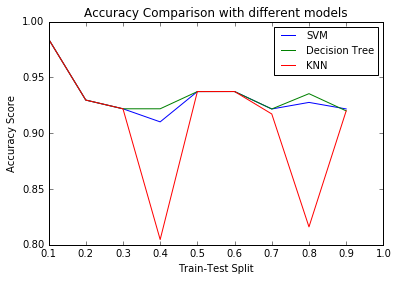 Accuracy Comparison with different models
1.00
0.95
0.90
0.85
0.80
Accuracy Score
SVM
Decision Tree
KNN
0.1 0.2 0.3 0.4 0.5 0.6 0.7 0.8 0.9 1.0
Train-Test Split